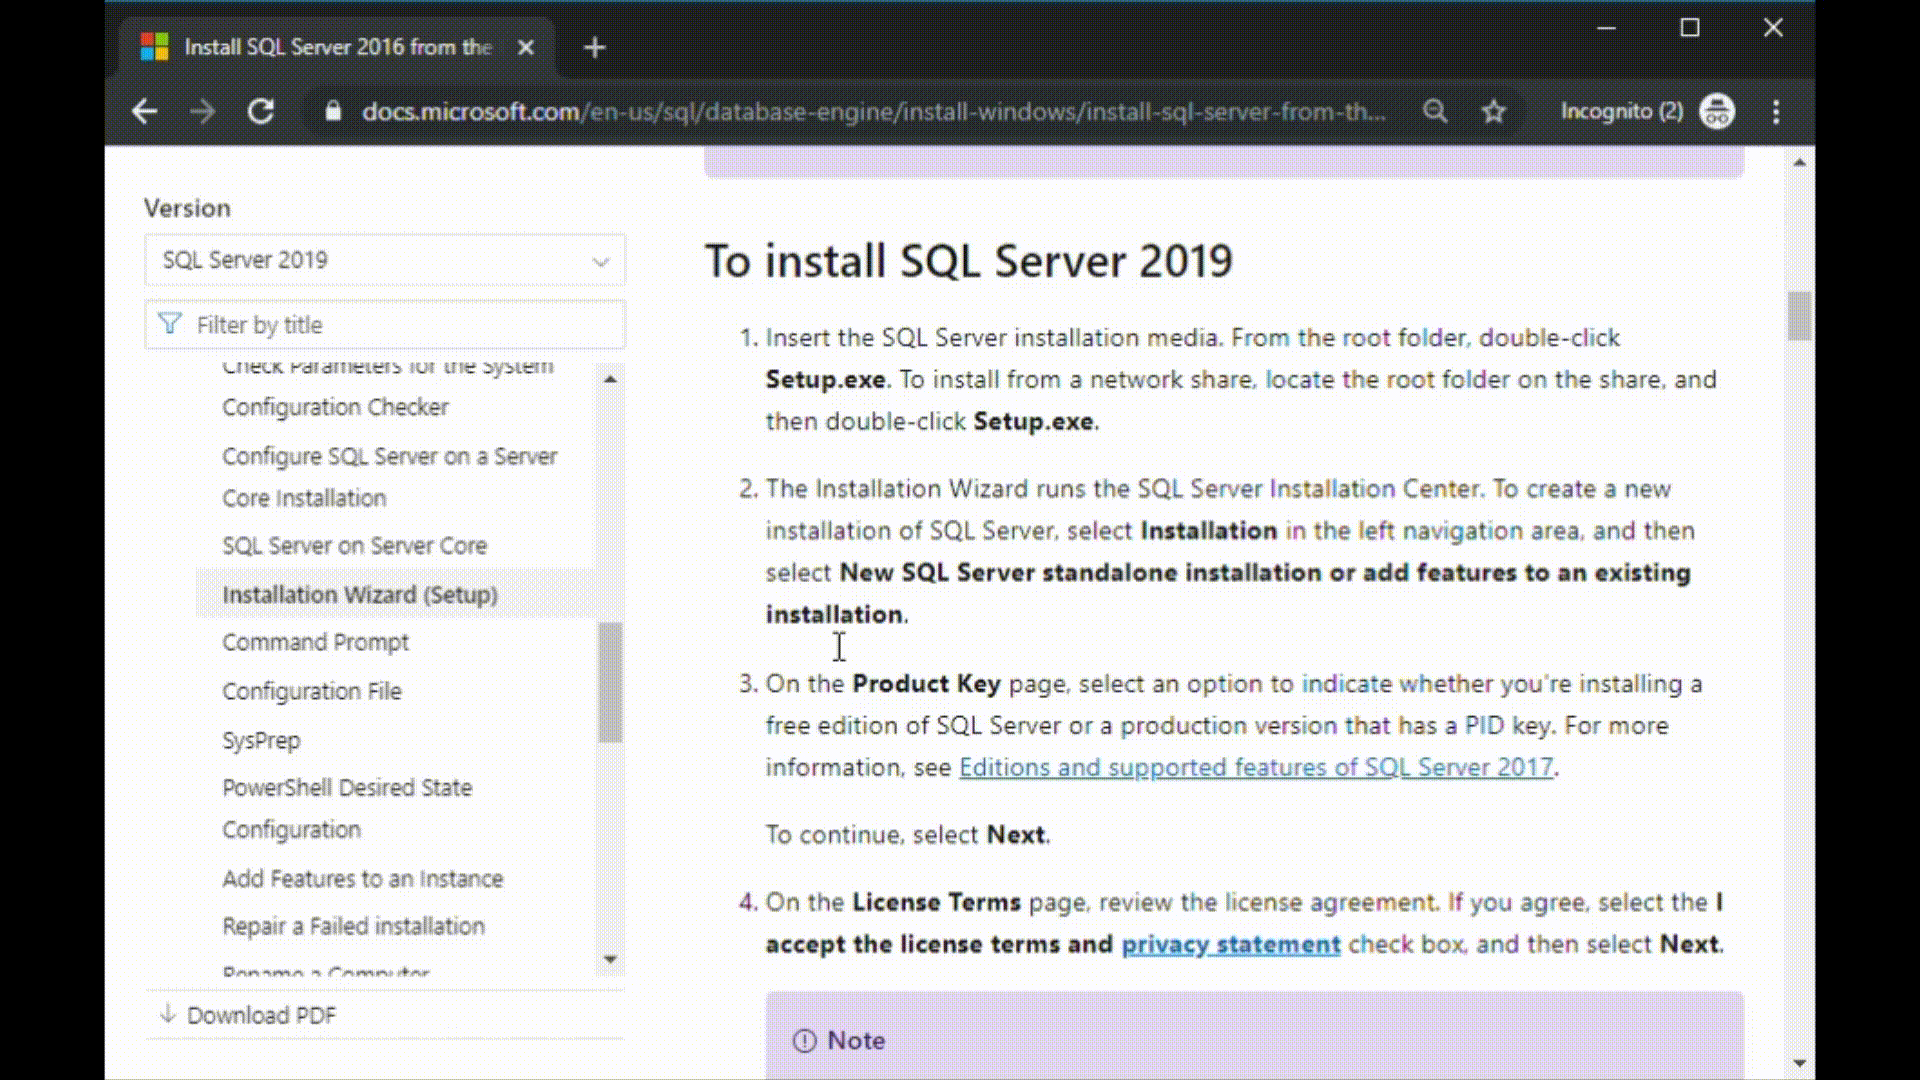 Install SQL Server 2016 from the
docs.microsoft.com/en-us/sql/database-engine/install-windows/install-sql-server-from-th...
Incognito (2)
Version
SQL Server 2019
Filter by title
Check Parameters for the System
Configuration Checker
Configure SQL Server on a Server
Core Installation
SQL Server on Server Core
Installation Wizard (Setup)
Command Prompt
Configuration File
SysPrep
PowerShell Desired State
Configuration
Add Features to an Instance
Repair a Failed installation
Rename a Computer
Download PDF
To install SQL Server 2019
1. Insert the SQL Server installation media. From the root folder, double-click
Setup.exe. To install from a network share, locate the root folder on the share, and
then double-click Setup.exe.
2. The Installation Wizard runs the SQL Server Installation Center. To create a new
installation of SQL Server, select Installation in the left navigation area, and then
select New SQL Server standalone installation or add features to an existing
installation.
3. On the Product Key page, select an option to indicate whether you're installing a
free edition of SQL Server or a production version that has a PID key. For more
information, see Editions and supported features of SQL Server 2017.
To continue, select Next.
4. On the License Terms page, review the license agreement. If you agree, select the I
accept the license terms and privacy statement check box, and then select Next.
Note